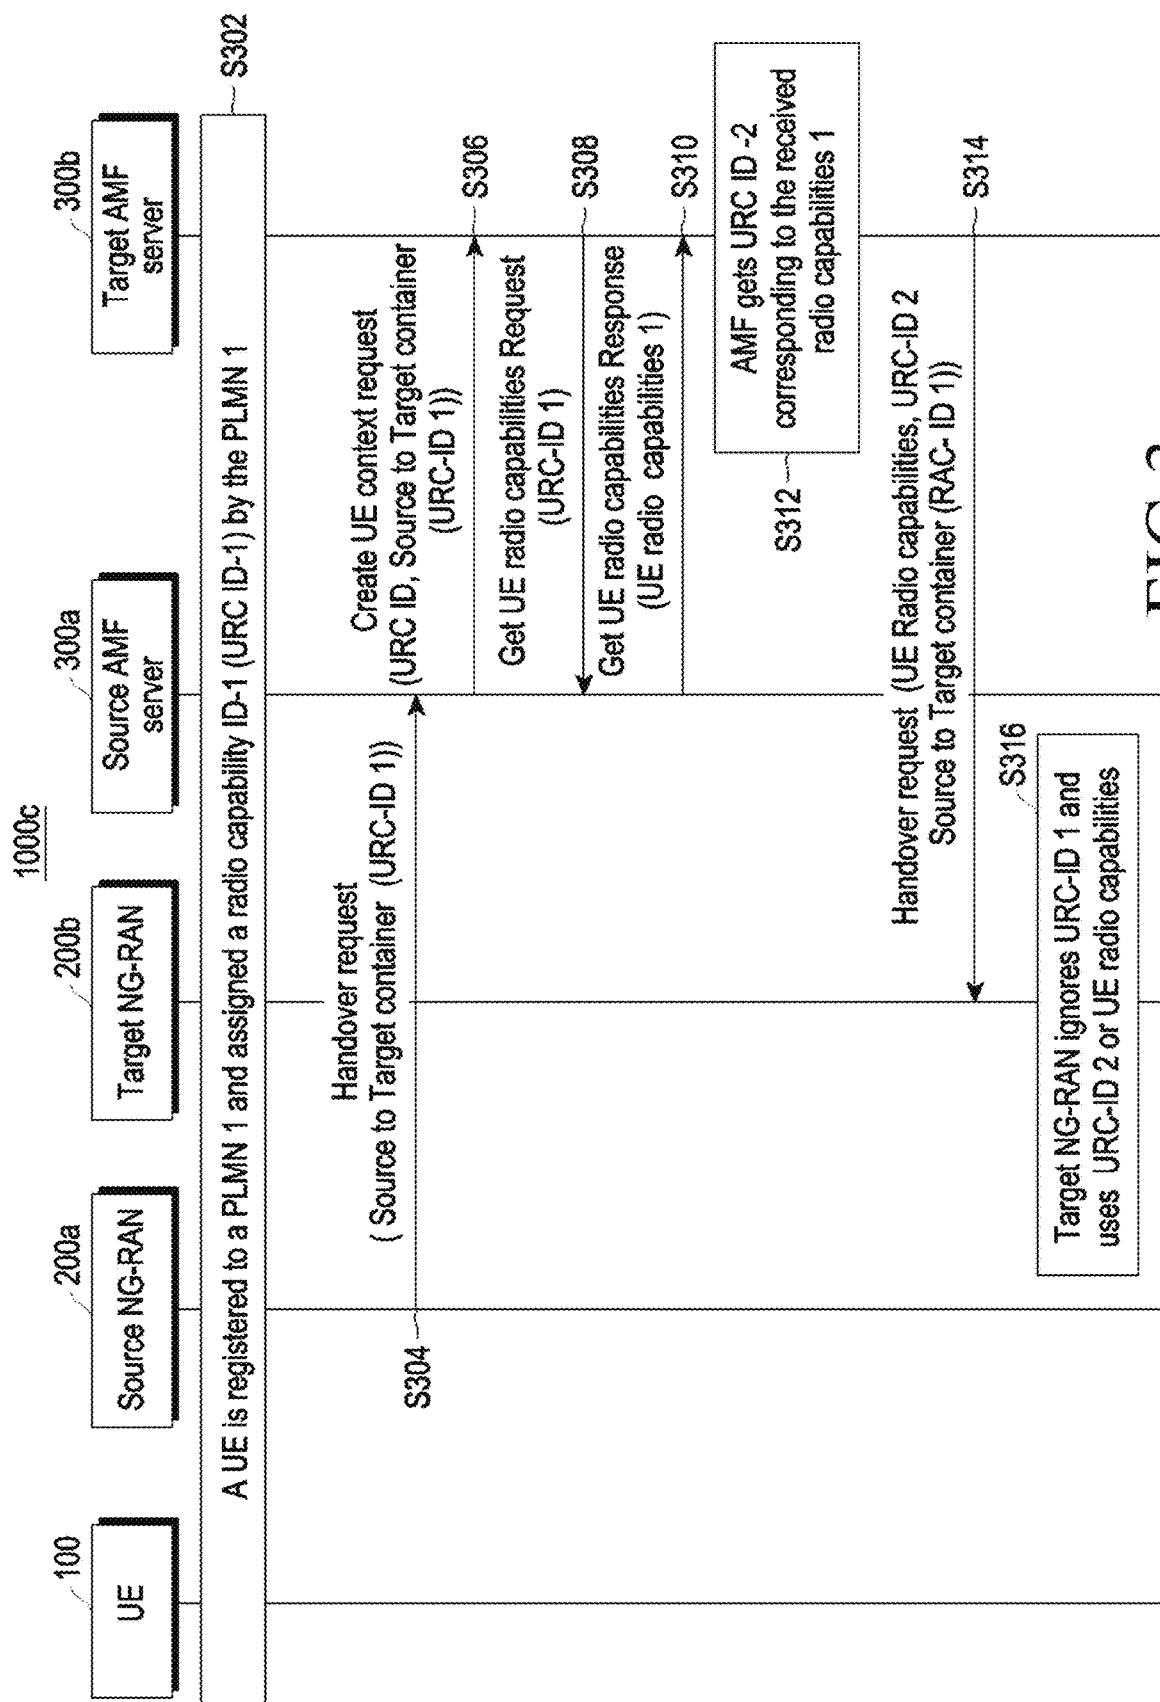 1000c
100
UE
200a
Source NG-RAN
200b
Target NG-RAN
300a
Source AMF
server
300b
Target AMF
server
A UE is registered to a PLMN 1 and assigned a radio capability ID-1 (URC ID-1) by the PLMN 1
S302
Handover request
( Source to Target container (URC-ID 1))
S304
Create UE context request
(URC ID, Source to Target container
(URC-ID 1))
S306
Get UE radio capabilities Request
(URC-ID 1)
S308
Get UE radio capabilities Response
(UE radio capabilities 1)
S310
AMF gets URC ID -2
corresponding to the received
radio capabilities 1
S312
Handover request (UE Radio capabilities, URC-ID 2
Source to Target container (RAC- ID 1))
S314
S316
Target NG-RAN ignores URC-ID 1 and
uses URC-ID 2 or UE radio capabilities